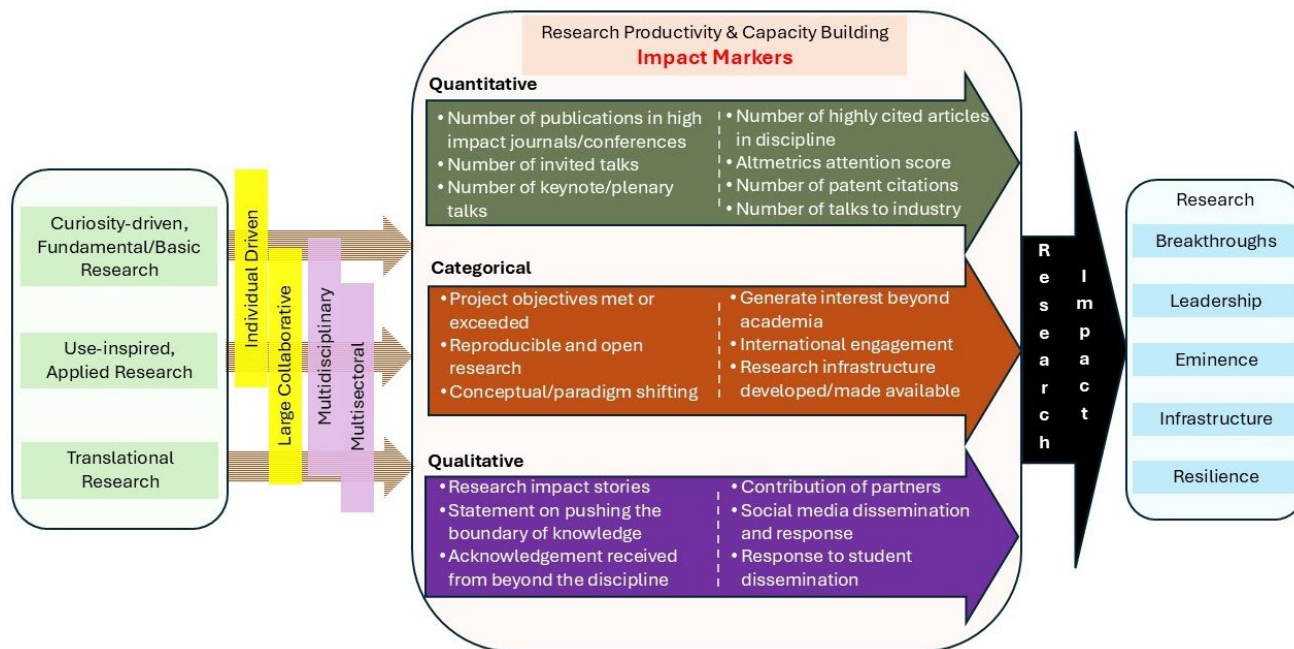 Research Productivity & Capacity Building
Impact Markers
Curiosity-driven,
Fundamental/Basic
Research
Use-inspired,
Applied Research
Translational
Research
Individual Driven
Large Collaborative
Multidisciplinary
Multisectoral
Quantitative
• Number of publications in high
impact journals/conferences
• Number of invited talks
• Number of keynote/plenary
talks
• Number of highly cited articles
in discipline
• Altmetrics attention score
• Number of patent citations
• Number of talks to industry
Categorical
• Project objectives met or
exceeded
• Reproducible and open
research
• Conceptual/paradigm shifting
• Generate interest beyond
academia
• International engagement
• Research infrastructure
developed/made available
Qualitative
• Research impact stories
• Statement on pushing the
boundary of knowledge
• Acknowledgement received
from beyond the discipline
• Contribution of partners
• Social media dissemination
and response
• Response to student
dissemination
Research
Impact
Research
Breakthroughs
Leadership
Eminence
Infrastructure
Resilience